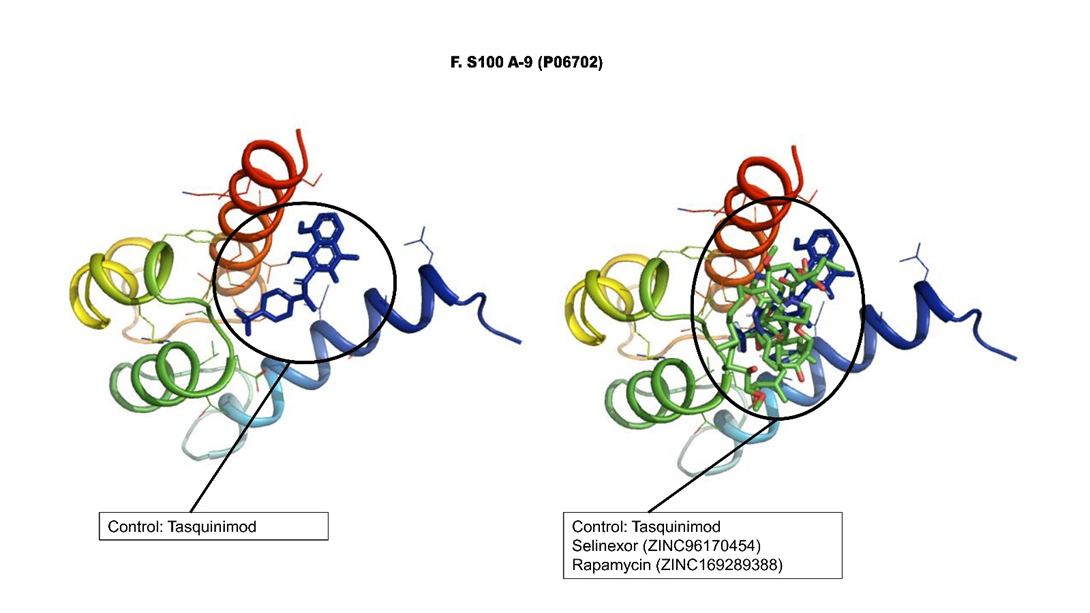 F. S100 A-9 (P06702)
Control: Tasquinimod
Control: Tasquinimod
Selinexor (ZINC96170454)
Rapamycin (ZINC169289388)